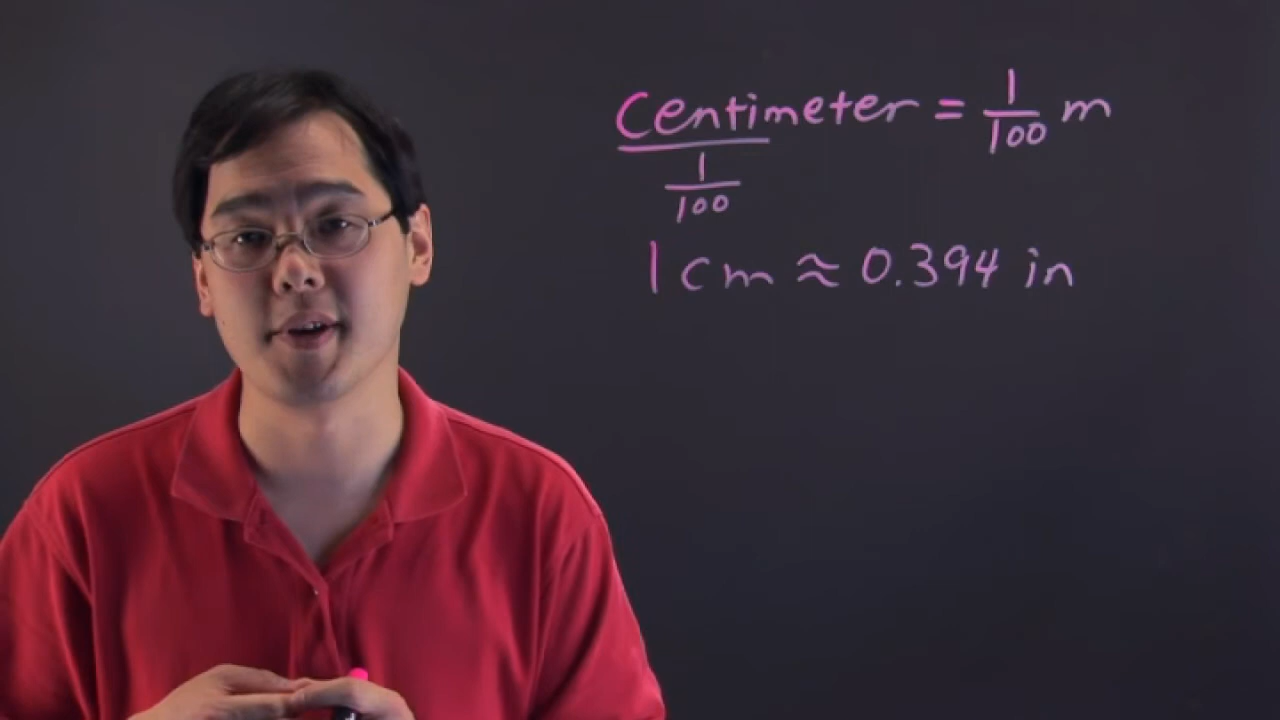 Centimeter = 1/100 m
1/100
1 cm ≈ 0.394 in